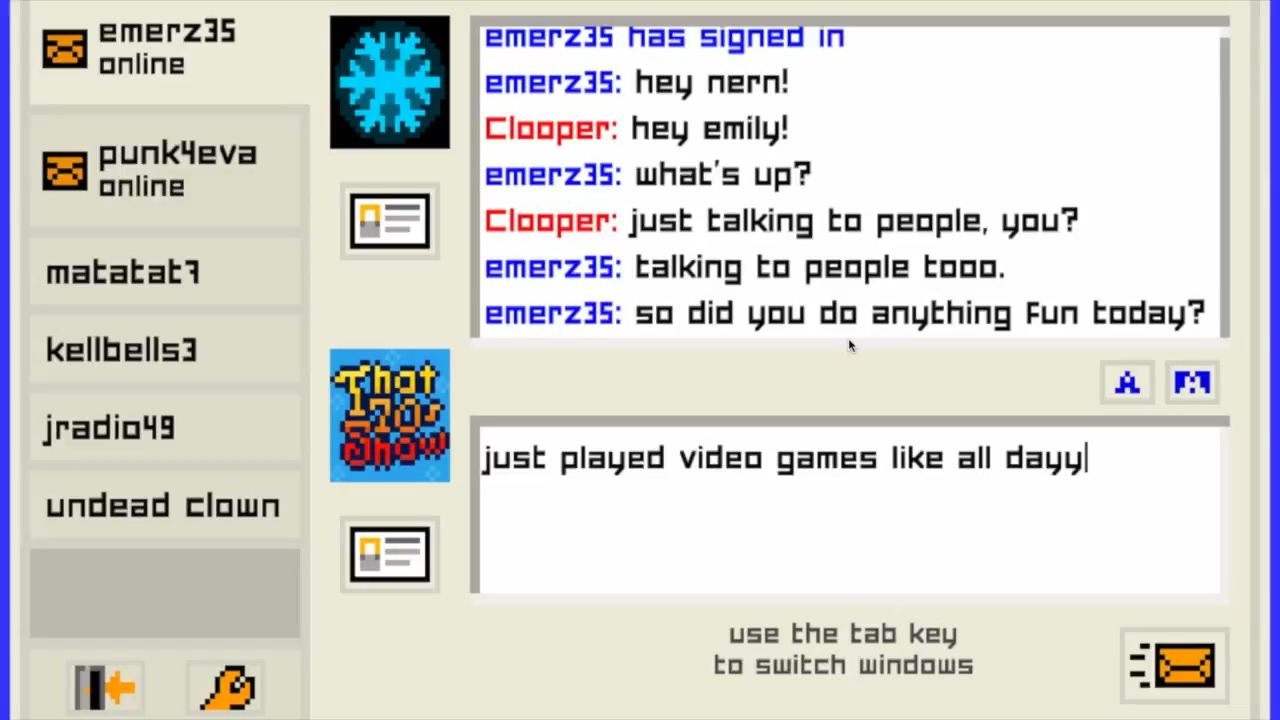 emerz35
online
punk4eva
online
matatat7
kellbells3
jradio49
undead clown
emerz35 has signed in
emerz35: hey nern!
Clooper: hey emily!
emerz35: what's up?
Clooper: just talking to people, you?
emerz35: talking to people tooo.
emerz35: so did you do anything fun today?
That
70s
Show
A
just played video games like all dayy
use the tab key
to switch windows